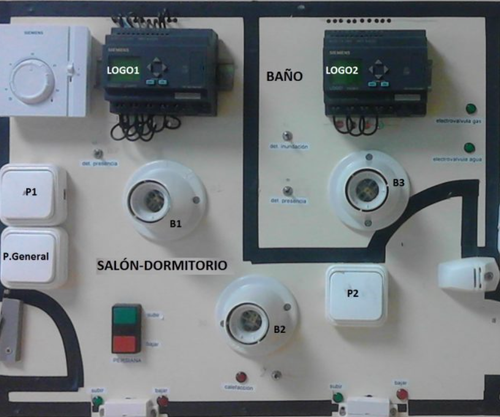 SIEMENS
SIEMENS
SIEMENS
LOGO1
BAÑO
LOGO2
electroválvula gas
det. inundación
electroválvula agua
det. presencia
det. presencia
P1
B3
B1
P.General
SALÓN-DORMITORIO
P2
subir
B2
bajar
PERSIANA
calefacción
subir
bajar
subir
bajar